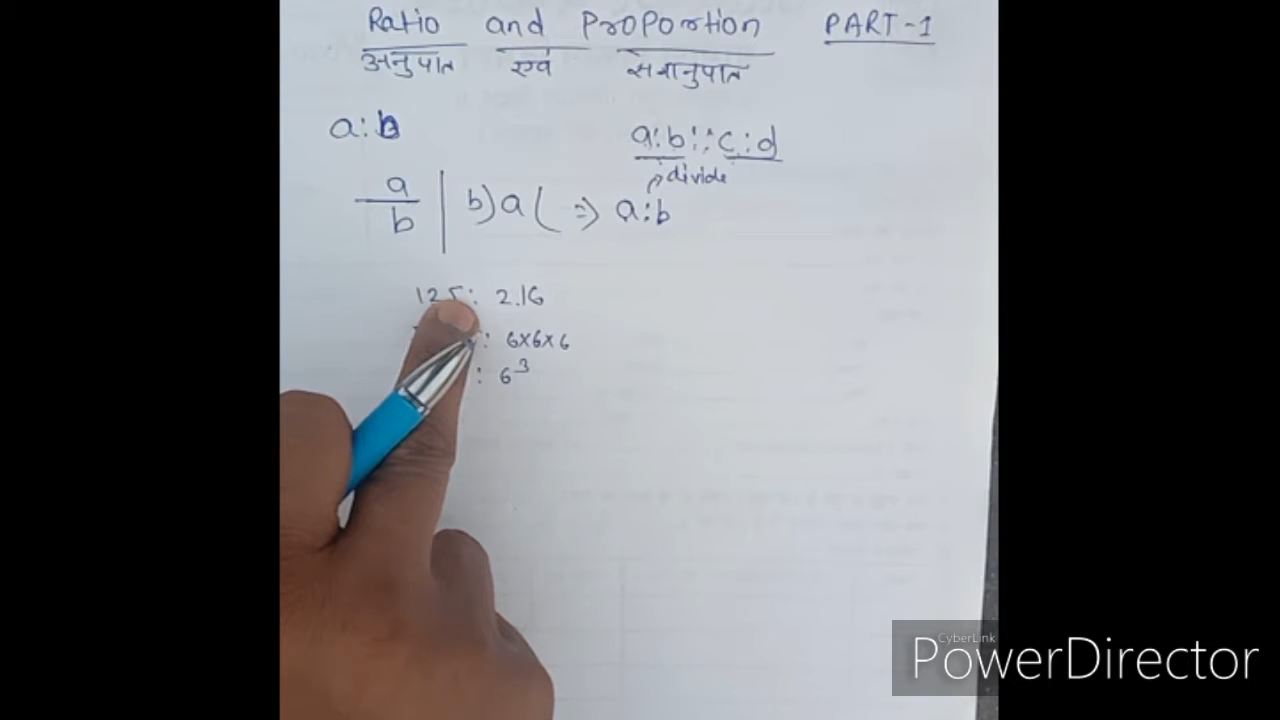 Ratio and Proportion PART-1
अनुपात एवं समानुपात
a:b
a:b::c:d
divide
a
b
b)a( => a:b
125: 216
: 6x6x6
: 6³
CyberLink
PowerDirector